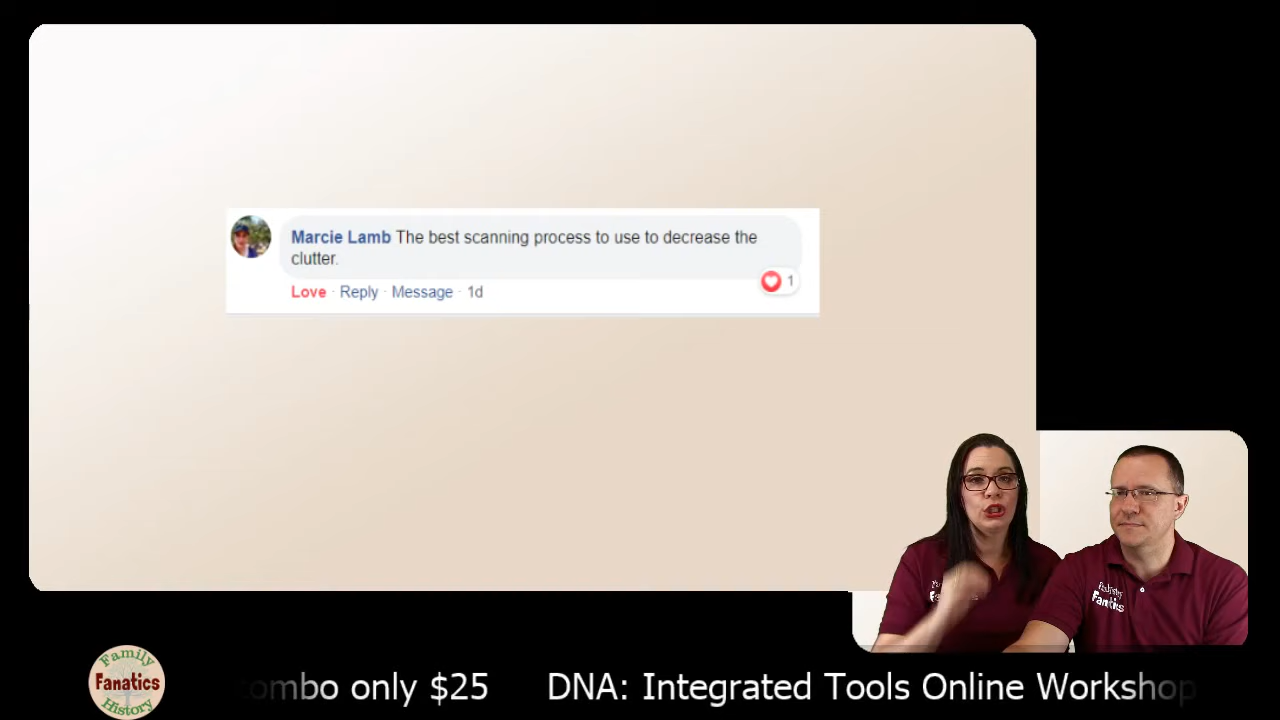 Marcie Lamb The best scanning process to use to decrease the
clutter.
Love · Reply · Message · 1d
1
Family
Fanatics
History
combo only $25 DNA: Integrated Tools Online Workshop
Fanatics